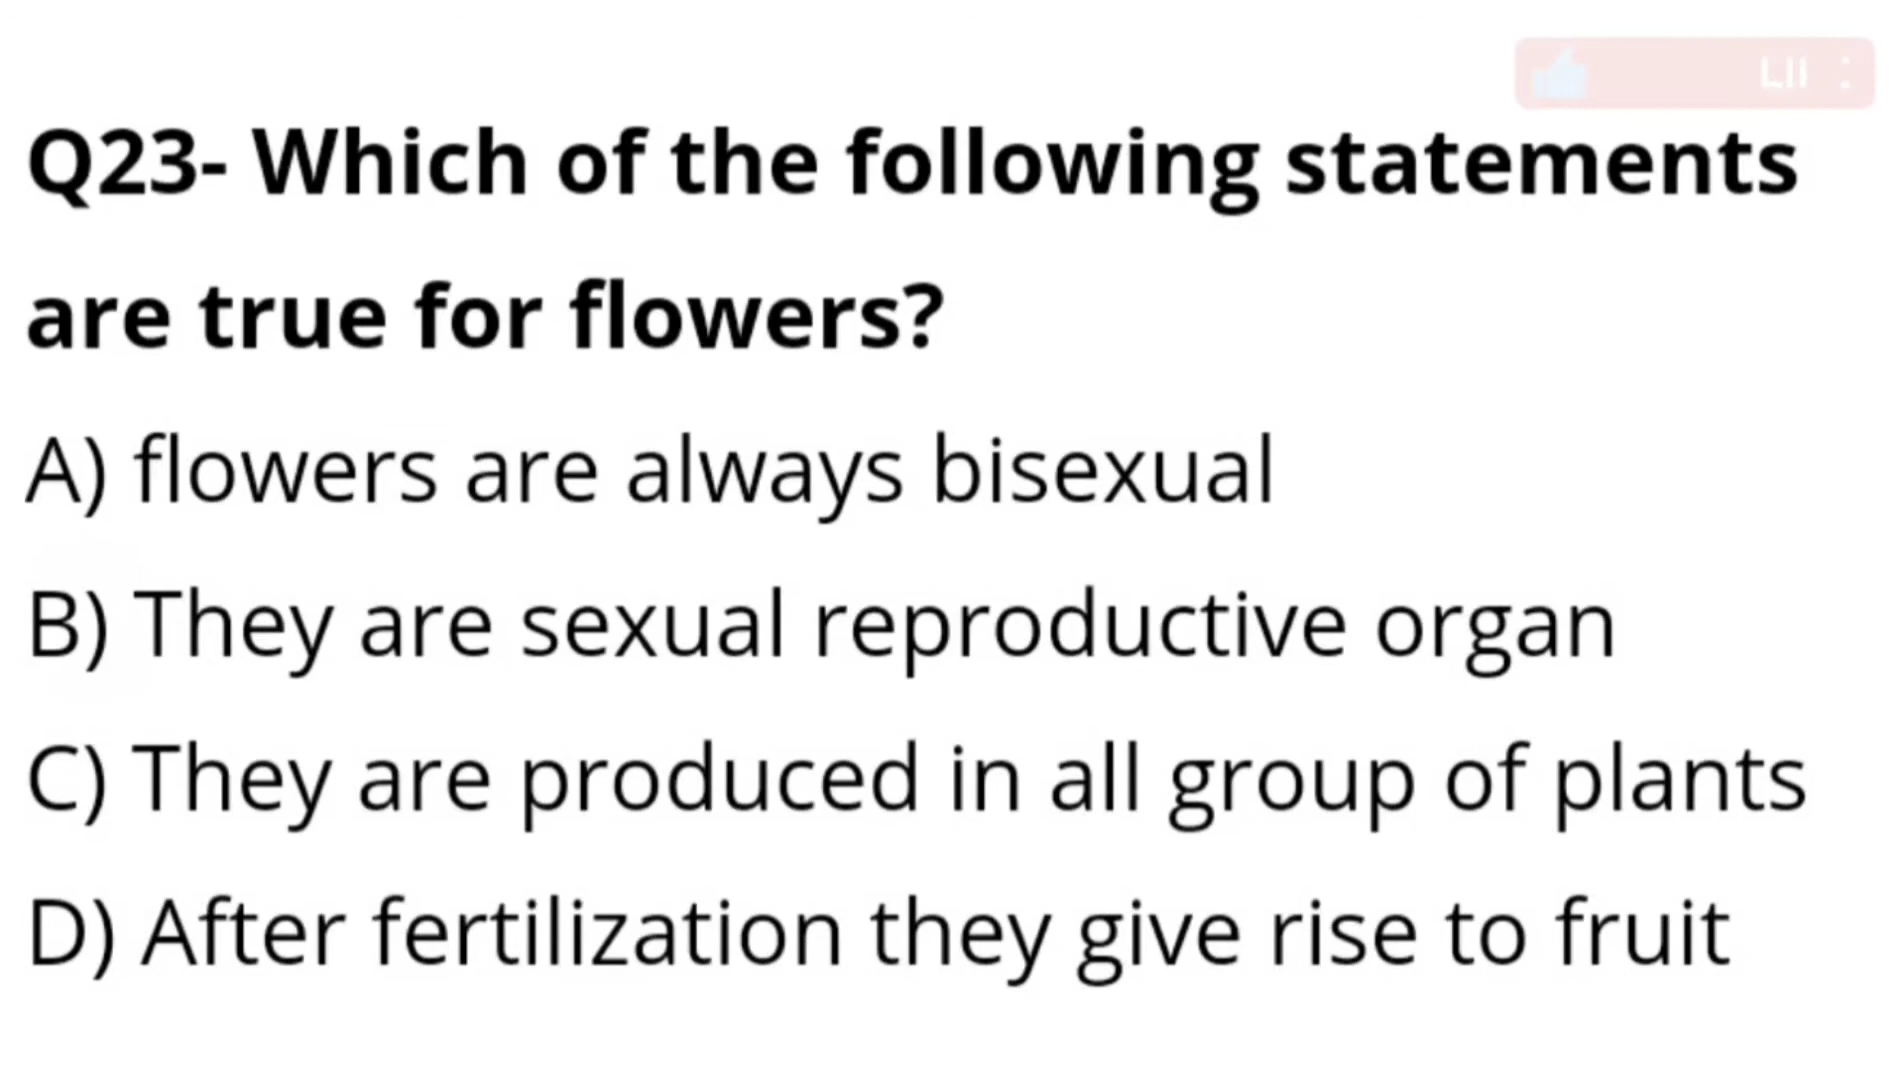 Q23- Which of the following statements
are true for flowers?
A) flowers are always bisexual
B) They are sexual reproductive organ
C) They are produced in all group of plants
D) After fertilization they give rise to fruit